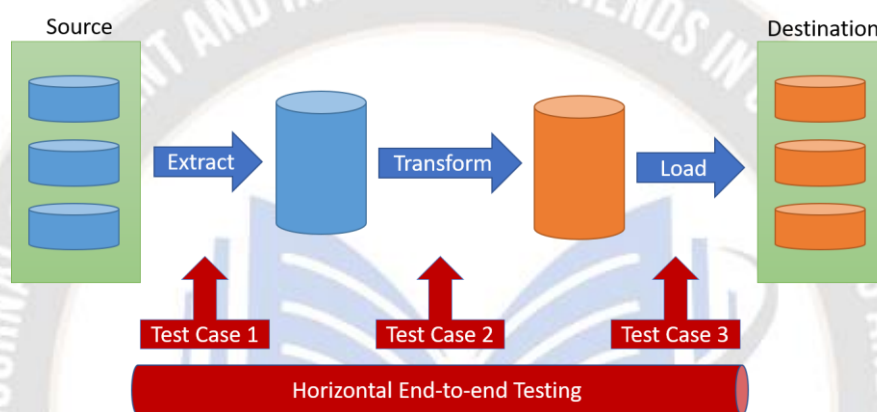 Source
Destination
Extract
Transform
Load
Test Case 1
Test Case 2
Test Case 3
Horizontal End-to-end Testing